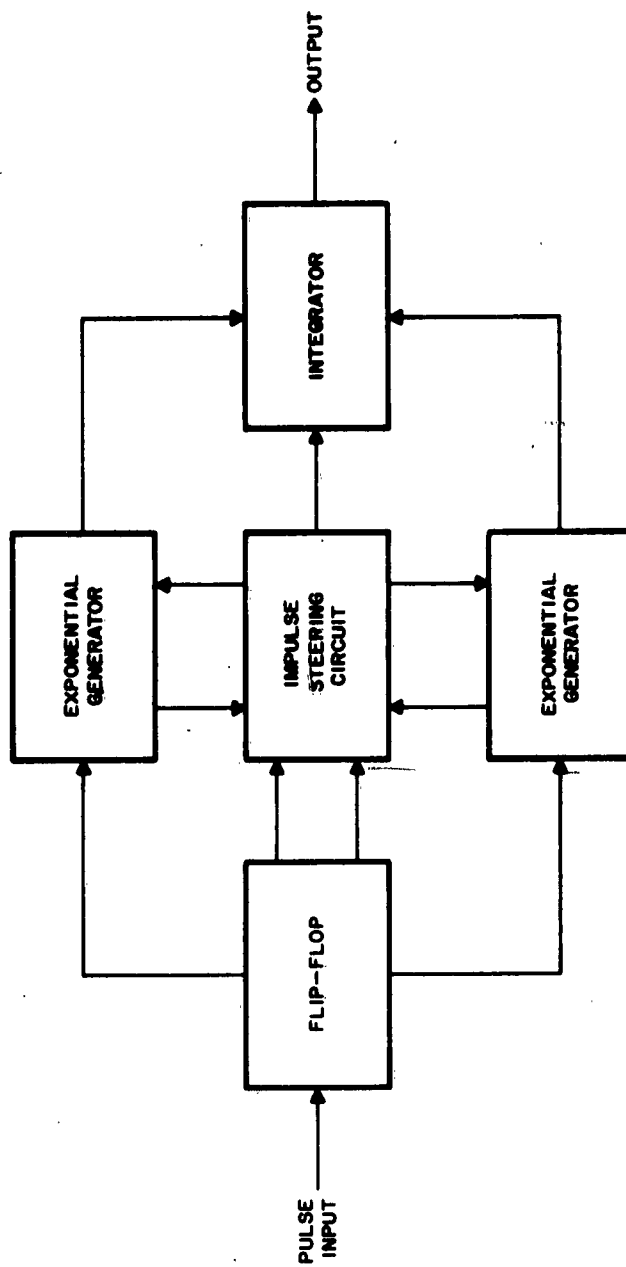 PULSE
INPUT
FLIP-FLOP
EXPONENTIAL
GENERATOR
IMPULSE
STEERING
CIRCUIT
EXPONENTIAL
GENERATOR
INTEGRATOR
OUTPUT